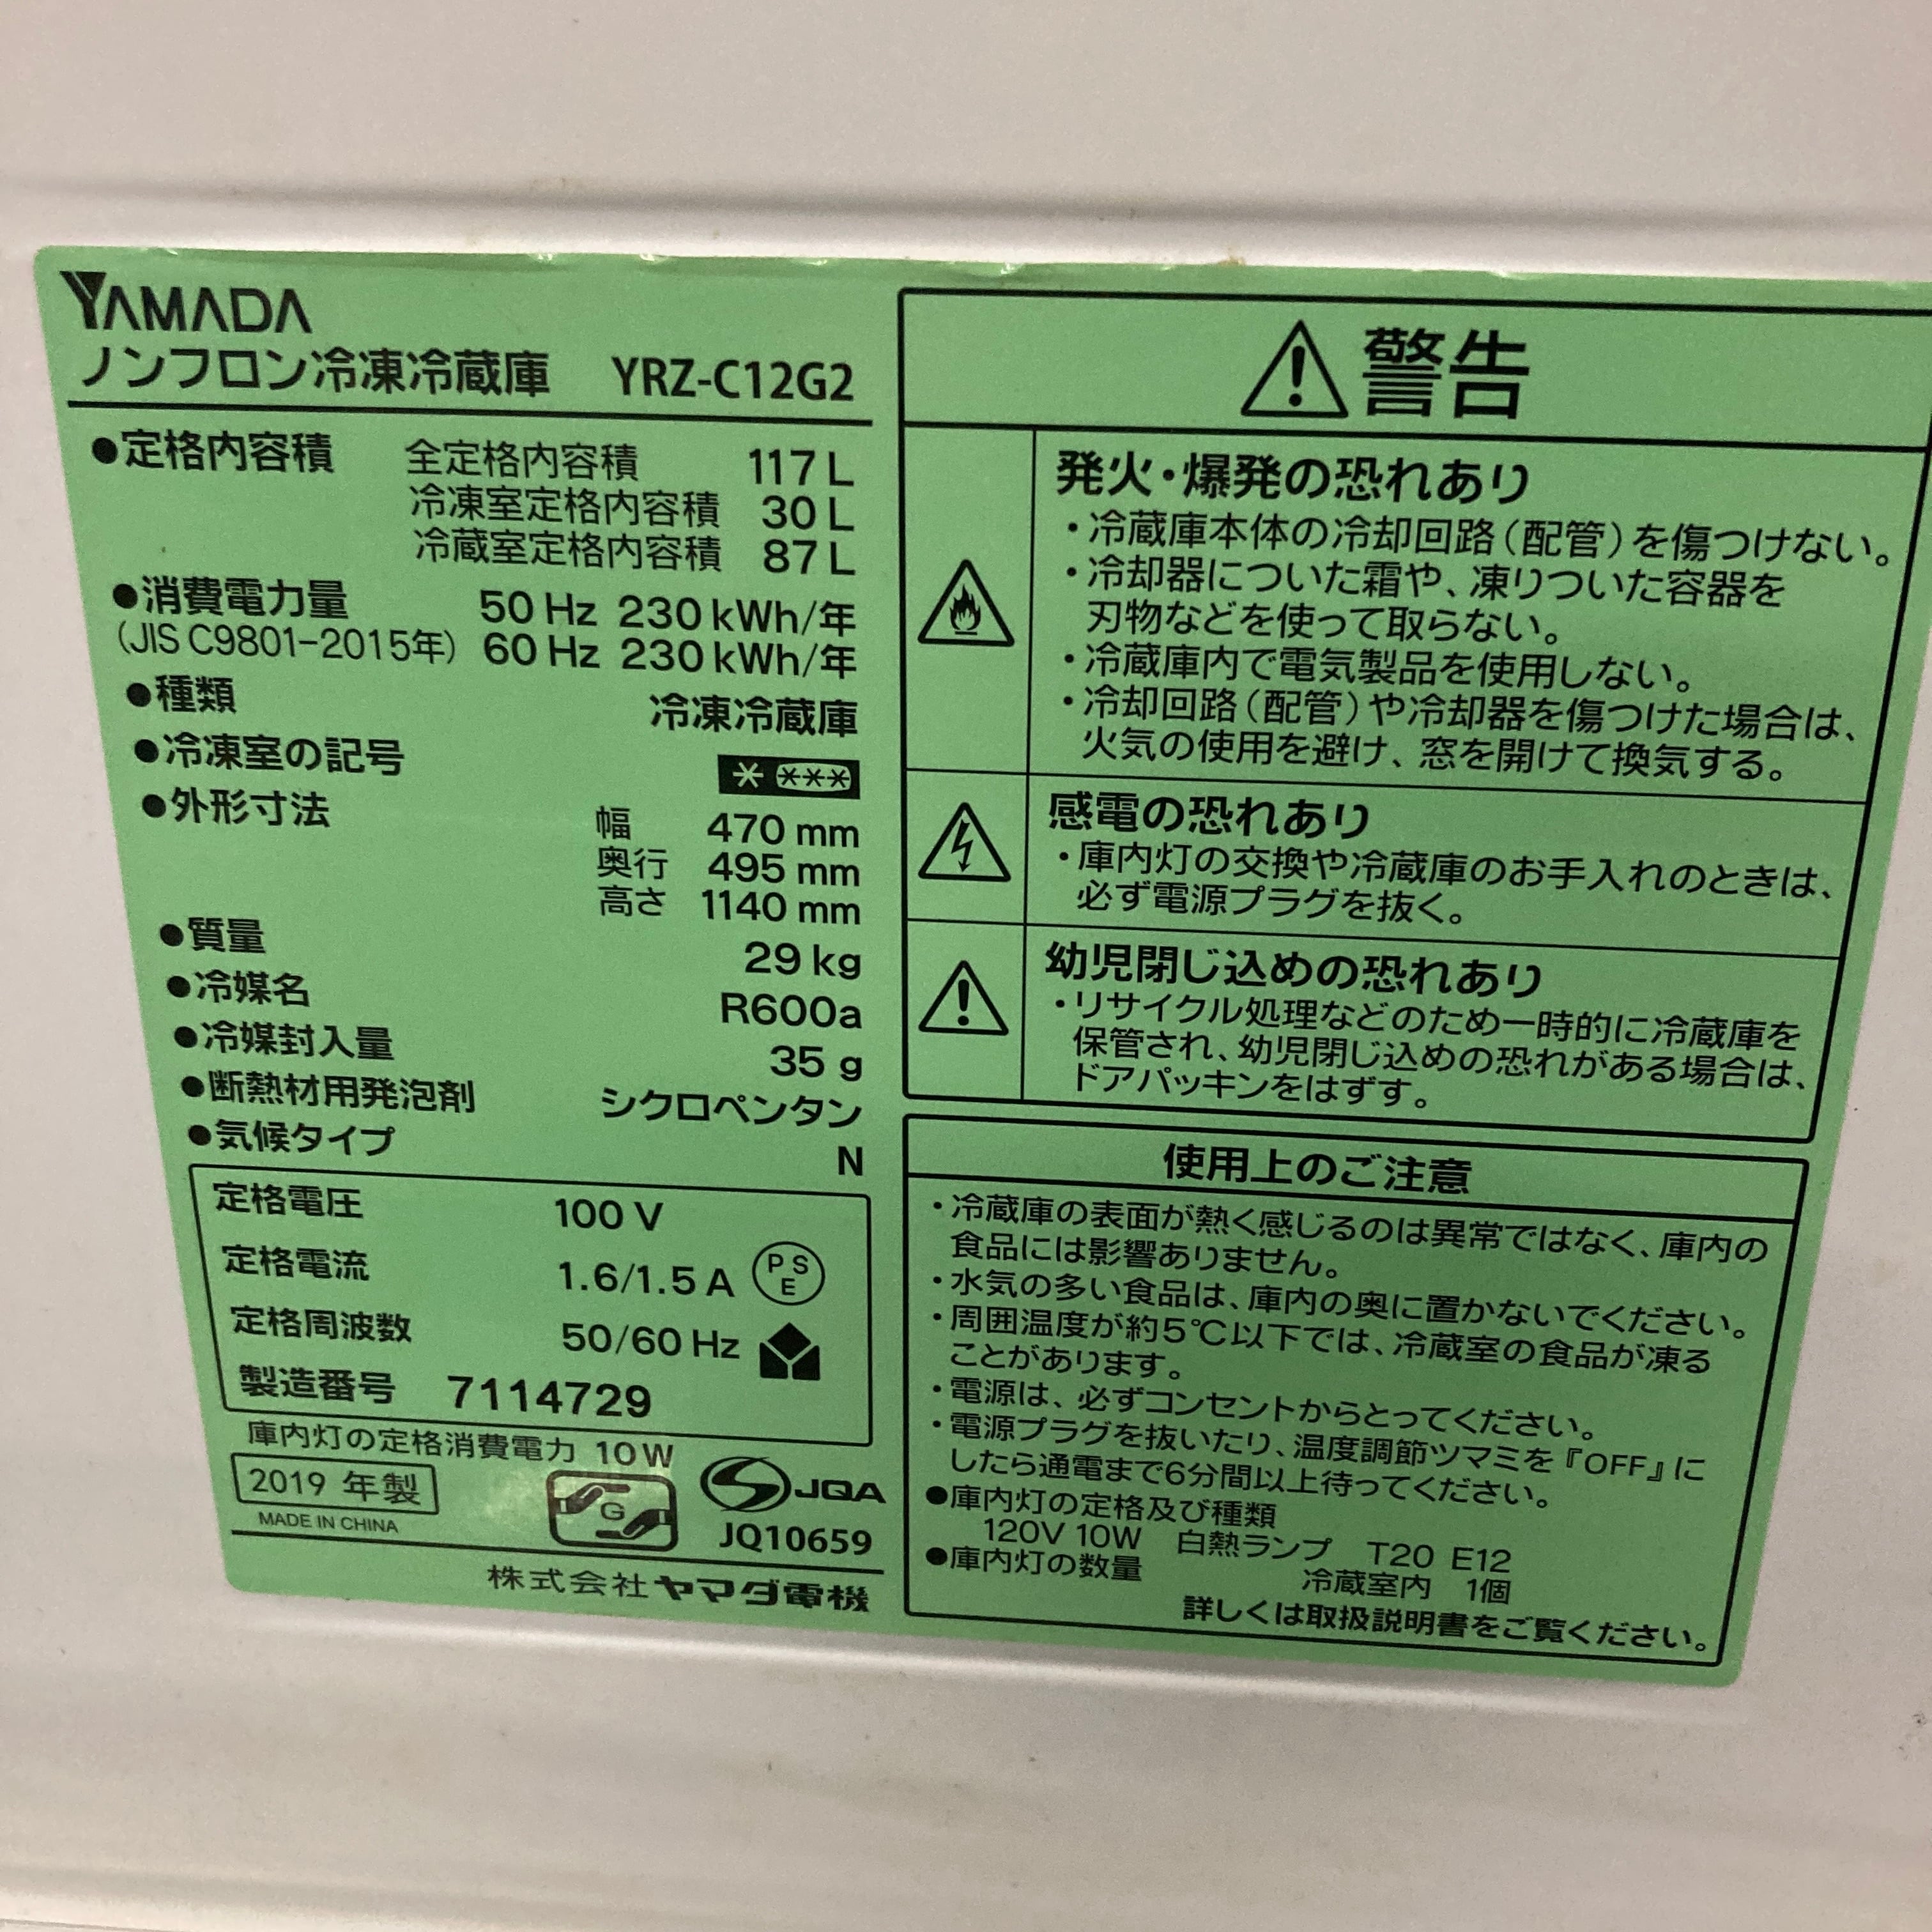 YAMADA
ノンフロン冷凍冷蔵庫 YRZ-C12G2
●定格内容積 全定格内容積 117 L
冷凍室定格内容積 30 L
冷蔵室定格内容積 87 L
●消費電力量 50 Hz 230 kWh/年
(JIS C9801-2015年) 60 Hz 230 kWh/年
●種類 冷凍冷蔵庫
●冷凍室の記号 * ***
●外形寸法 幅 470 mm
奥行 495 mm
高さ 1140 mm
●質量 29 kg
●冷媒名 R600a
●冷媒封入量 35 g
●断熱材用発泡剤 シクロペンタン
●気候タイプ N
定格電圧 100 V
定格電流 1.6/1.5 A PSE
定格周波数 50/60 Hz
製造番号 7114729
庫内灯の定格消費電力 10W
2019 年製
MADE IN CHINA
G
JQA
JQ10659
株式会社ヤマダ電機
警告
発火・爆発の恐れあり
・冷蔵庫本体の冷却回路(配管)を傷つけない。
・冷却器についた霜や、凍りついた容器を
刃物などを使って取らない。
・冷蔵庫内で電気製品を使用しない。
・冷却回路(配管)や冷却器を傷つけた場合は、
火気の使用を避け、窓を開けて換気する。
感電の恐れあり
・庫内灯の交換や冷蔵庫のお手入れのときは、
必ず電源プラグを抜く。
幼児閉じ込めの恐れあり
・リサイクル処理などのため一時的に冷蔵庫を
保管され、幼児閉じ込めの恐れがある場合は、
ドアパッキンをはずす。
使用上のご注意
・冷蔵庫の表面が熱く感じるのは異常ではなく、庫内の
食品には影響ありません。
・水気の多い食品は、庫内の奥に置かないでください。
・周囲温度が約5℃以下では、冷蔵室の食品が凍る
ことがあります。
・電源は、必ずコンセントからとってください。
・電源プラグを抜いたり、温度調節ツマミを『OFF』に
したら通電まで6分間以上待ってください。
●庫内灯の定格及び種類
120V 10W 白熱ランプ T20 E12
●庫内灯の数量 冷蔵室内 1個
詳しくは取扱説明書をご覧ください。